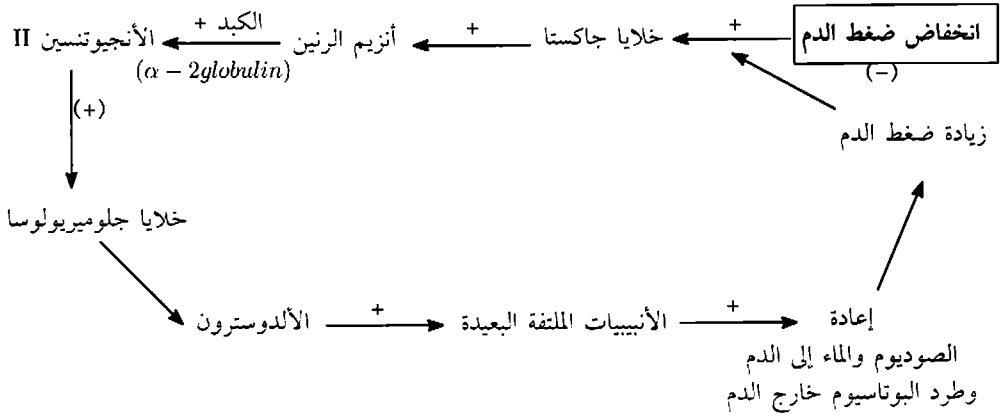 انخفاض ضغط الدم
(-)
+
خلايا جاكستا
+
أنزيم الرنين
الكبد +
(α - 2globulin)
الأنجيوتنسين II
(+)
خلايا جلوميريولوسا
الألدوسترون
+
الأنبيبيات الملتفة البعيدة
+
إعادة
الصوديوم والماء إلى الدم
وطرد البوتاسيوم خارج الدم
زيادة ضغط الدم